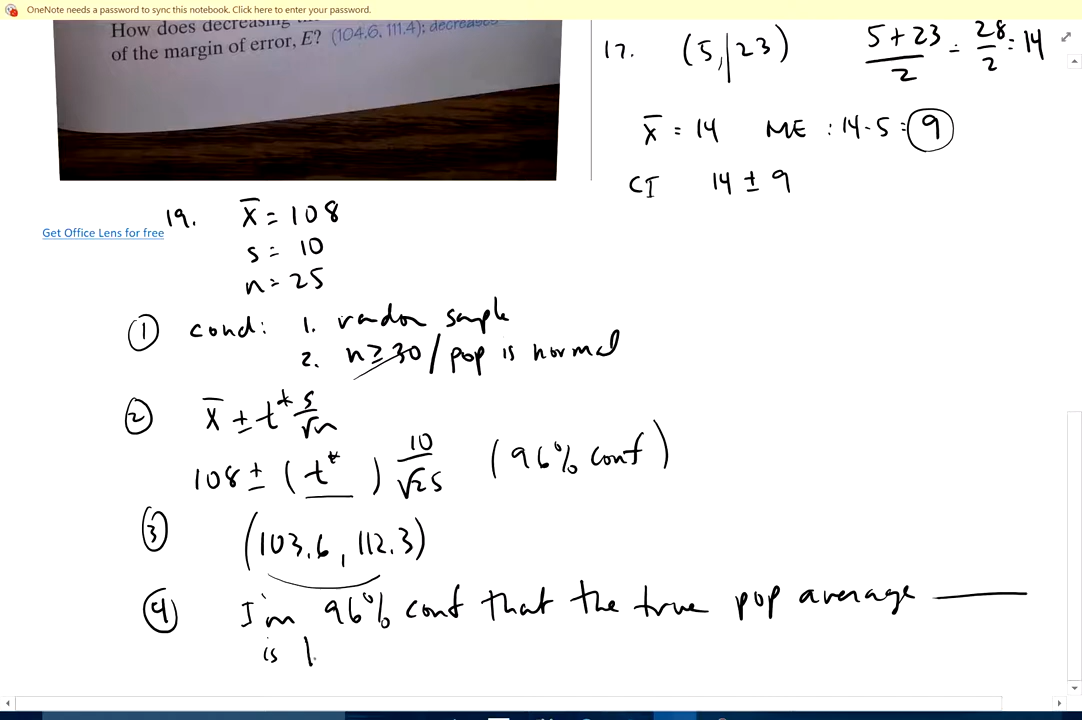 OneNote needs a password to sync this notebook. Click here to enter your password.
How does decreasing
of the margin of error, E? (104.6, 111.4); decreases
17. (5, 23) 5 + 23 / 2 = 28 / 2 = 14
x̄ = 14 ME : 14 - 5 = 9
CI 14 ± 9
Get Office Lens for free
19. x̄ = 108
s = 10
n = 25
① cond: 1. random sample
2. n ≥ 30 / pop is normal
② x̄ ± t* s/√n
108 ± ( t* ) 10/√25 (96% conf)
③ (103.6, 112.3)
④ I'm 96% conf that the true pop average ____
is